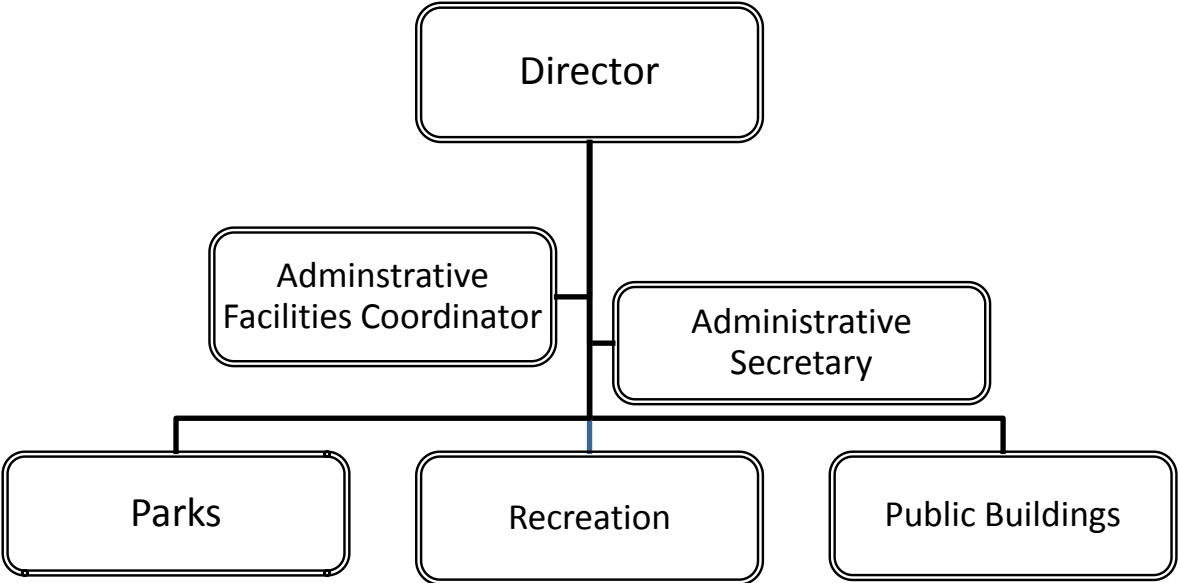 Director
Adminstrative
Facilities Coordinator
Administrative
Secretary
Parks
Recreation
Public Buildings